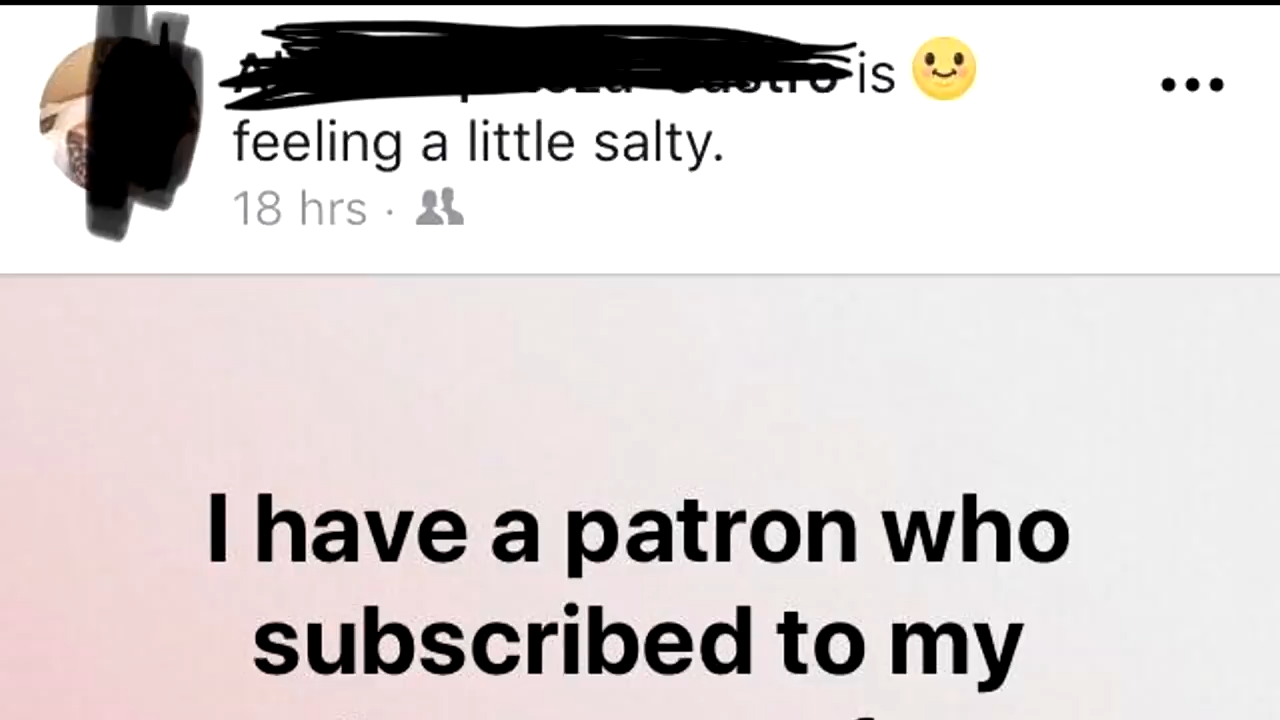 is 🙂
feeling a little salty.
18 hrs ·
I have a patron who
subscribed to my